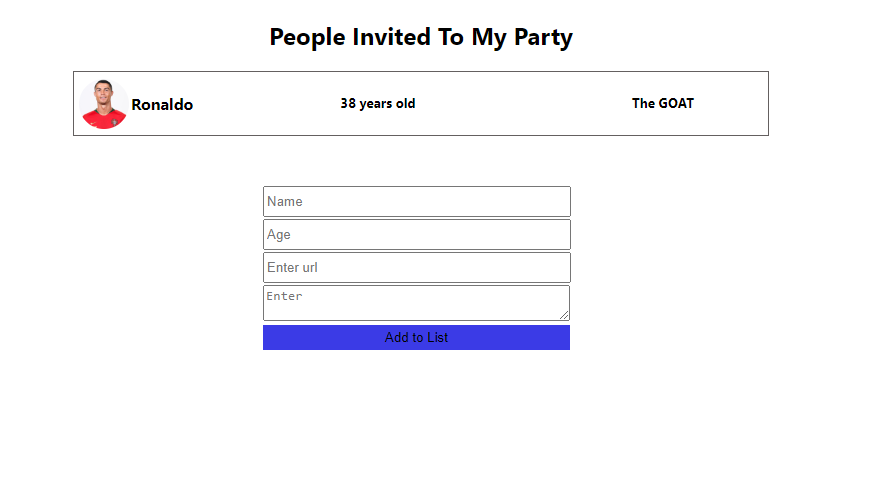 People Invited To My Party
Ronaldo 38 years old The GOAT
Name
Age
Enter url
Enter
Add to List